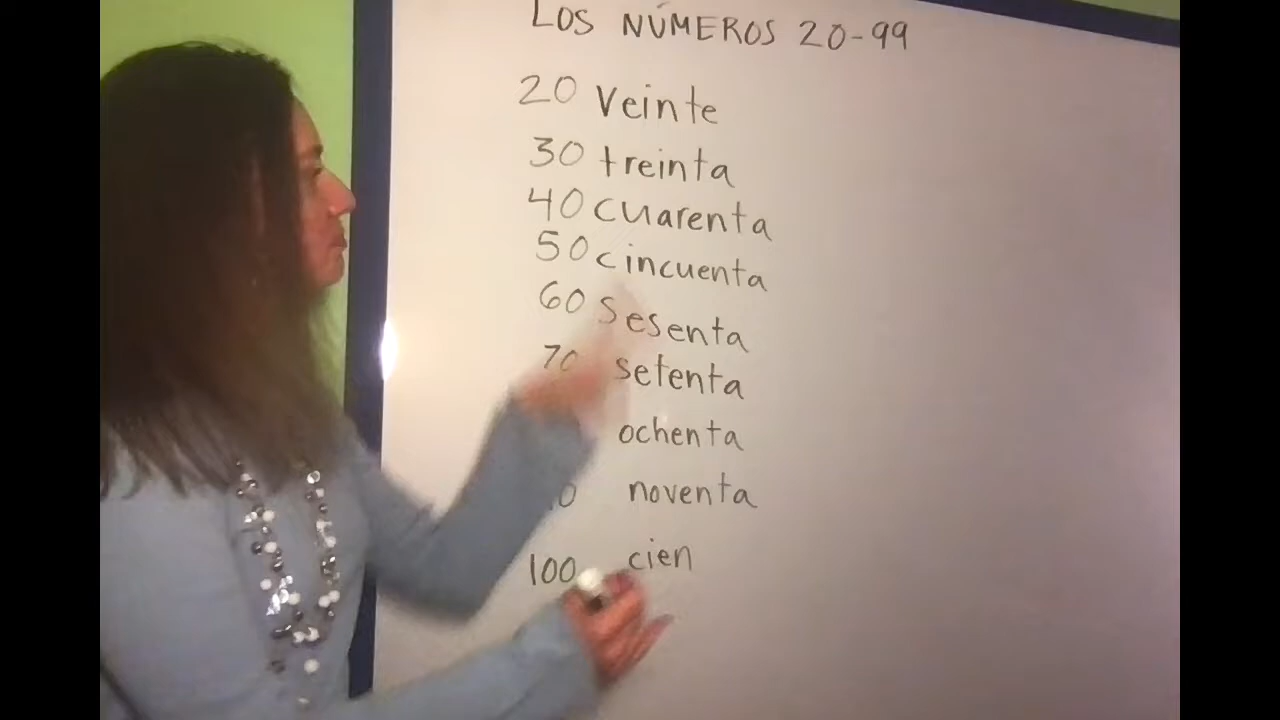 LOS NÚMEROS 20-99
20 veinte
30 treinta
40 cuarenta
50 cincuenta
60 sesenta
70 setenta
ochenta
noventa
100 cien